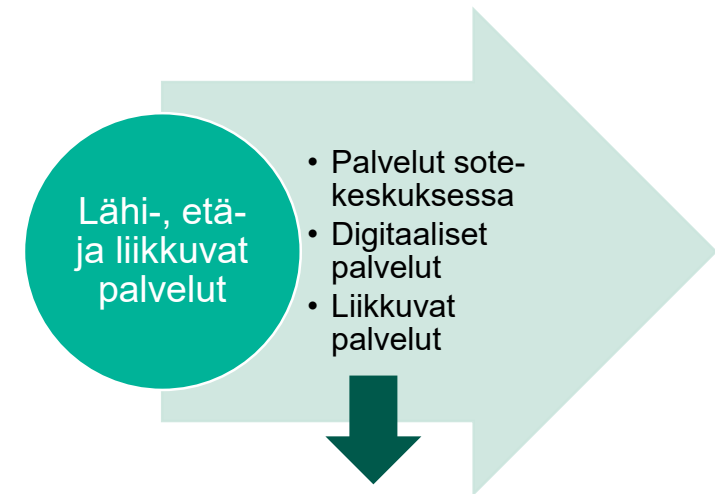 Lähi-, etä-
ja liikkuvat
palvelut
• Palvelut sote-
keskuksessa
• Digitaaliset
palvelut
• Liikkuvat
palvelut